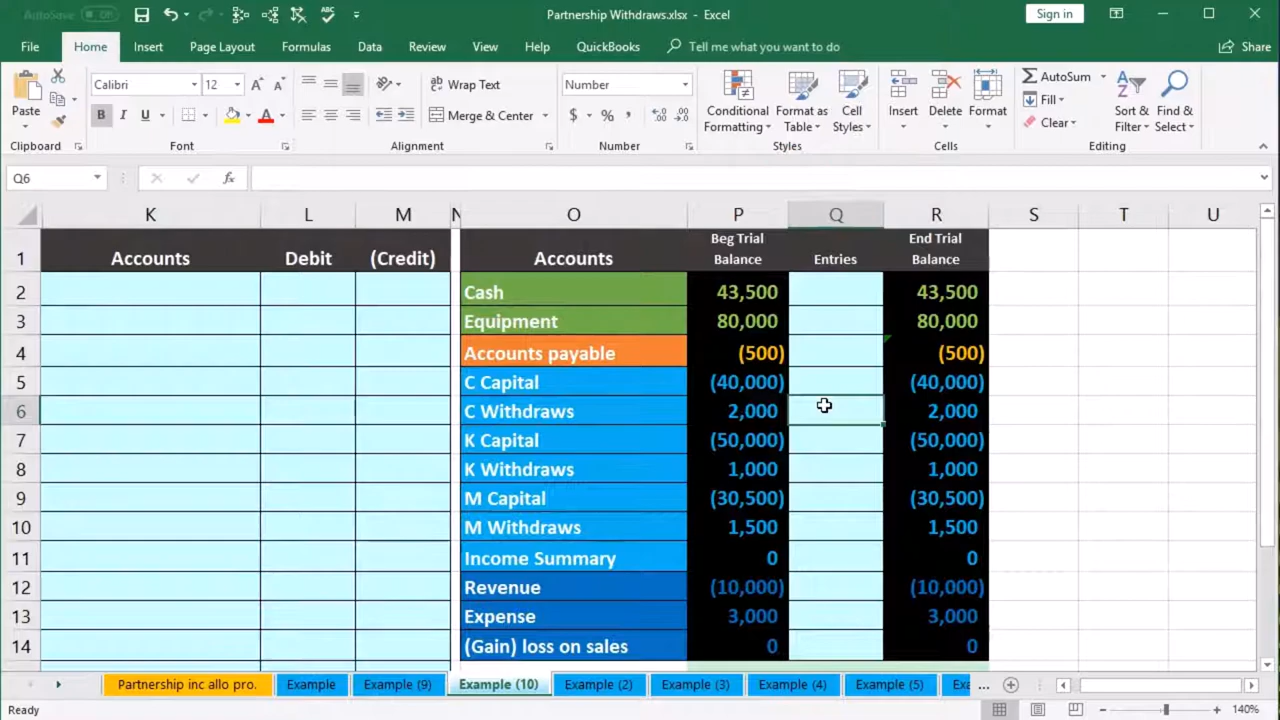 AutoSave Off
Partnership Withdraws.xlsx - Excel
Sign in
File Home Insert Page Layout Formulas Data Review View Help QuickBooks Tell me what you want to do Share
Paste
Calibri 12
B I U A
Wrap Text
Merge & Center
Number
$ % ,
Conditional Formatting
Format as Table
Cell Styles
Insert Delete Format
AutoSum
Fill
Clear
Sort & Filter
Find & Select
Clipboard Font Alignment Number Styles Cells Editing
Q6 fx
K L M N O P Q R S T U
1 Accounts Debit (Credit) Accounts Beg Trial Balance Entries End Trial Balance
2 Cash 43,500 43,500
3 Equipment 80,000 80,000
4 Accounts payable (500) (500)
5 C Capital (40,000) (40,000)
6 C Withdraws 2,000 2,000
7 K Capital (50,000) (50,000)
8 K Withdraws 1,000 1,000
9 M Capital (30,500) (30,500)
10 M Withdraws 1,500 1,500
11 Income Summary 0 0
12 Revenue (10,000) (10,000)
13 Expense 3,000 3,000
14 (Gain) loss on sales 0 0
Partnership inc allo pro. Example Example (9) Example (10) Example (2) Example (3) Example (4) Example (5) Exa ...
Ready 140%